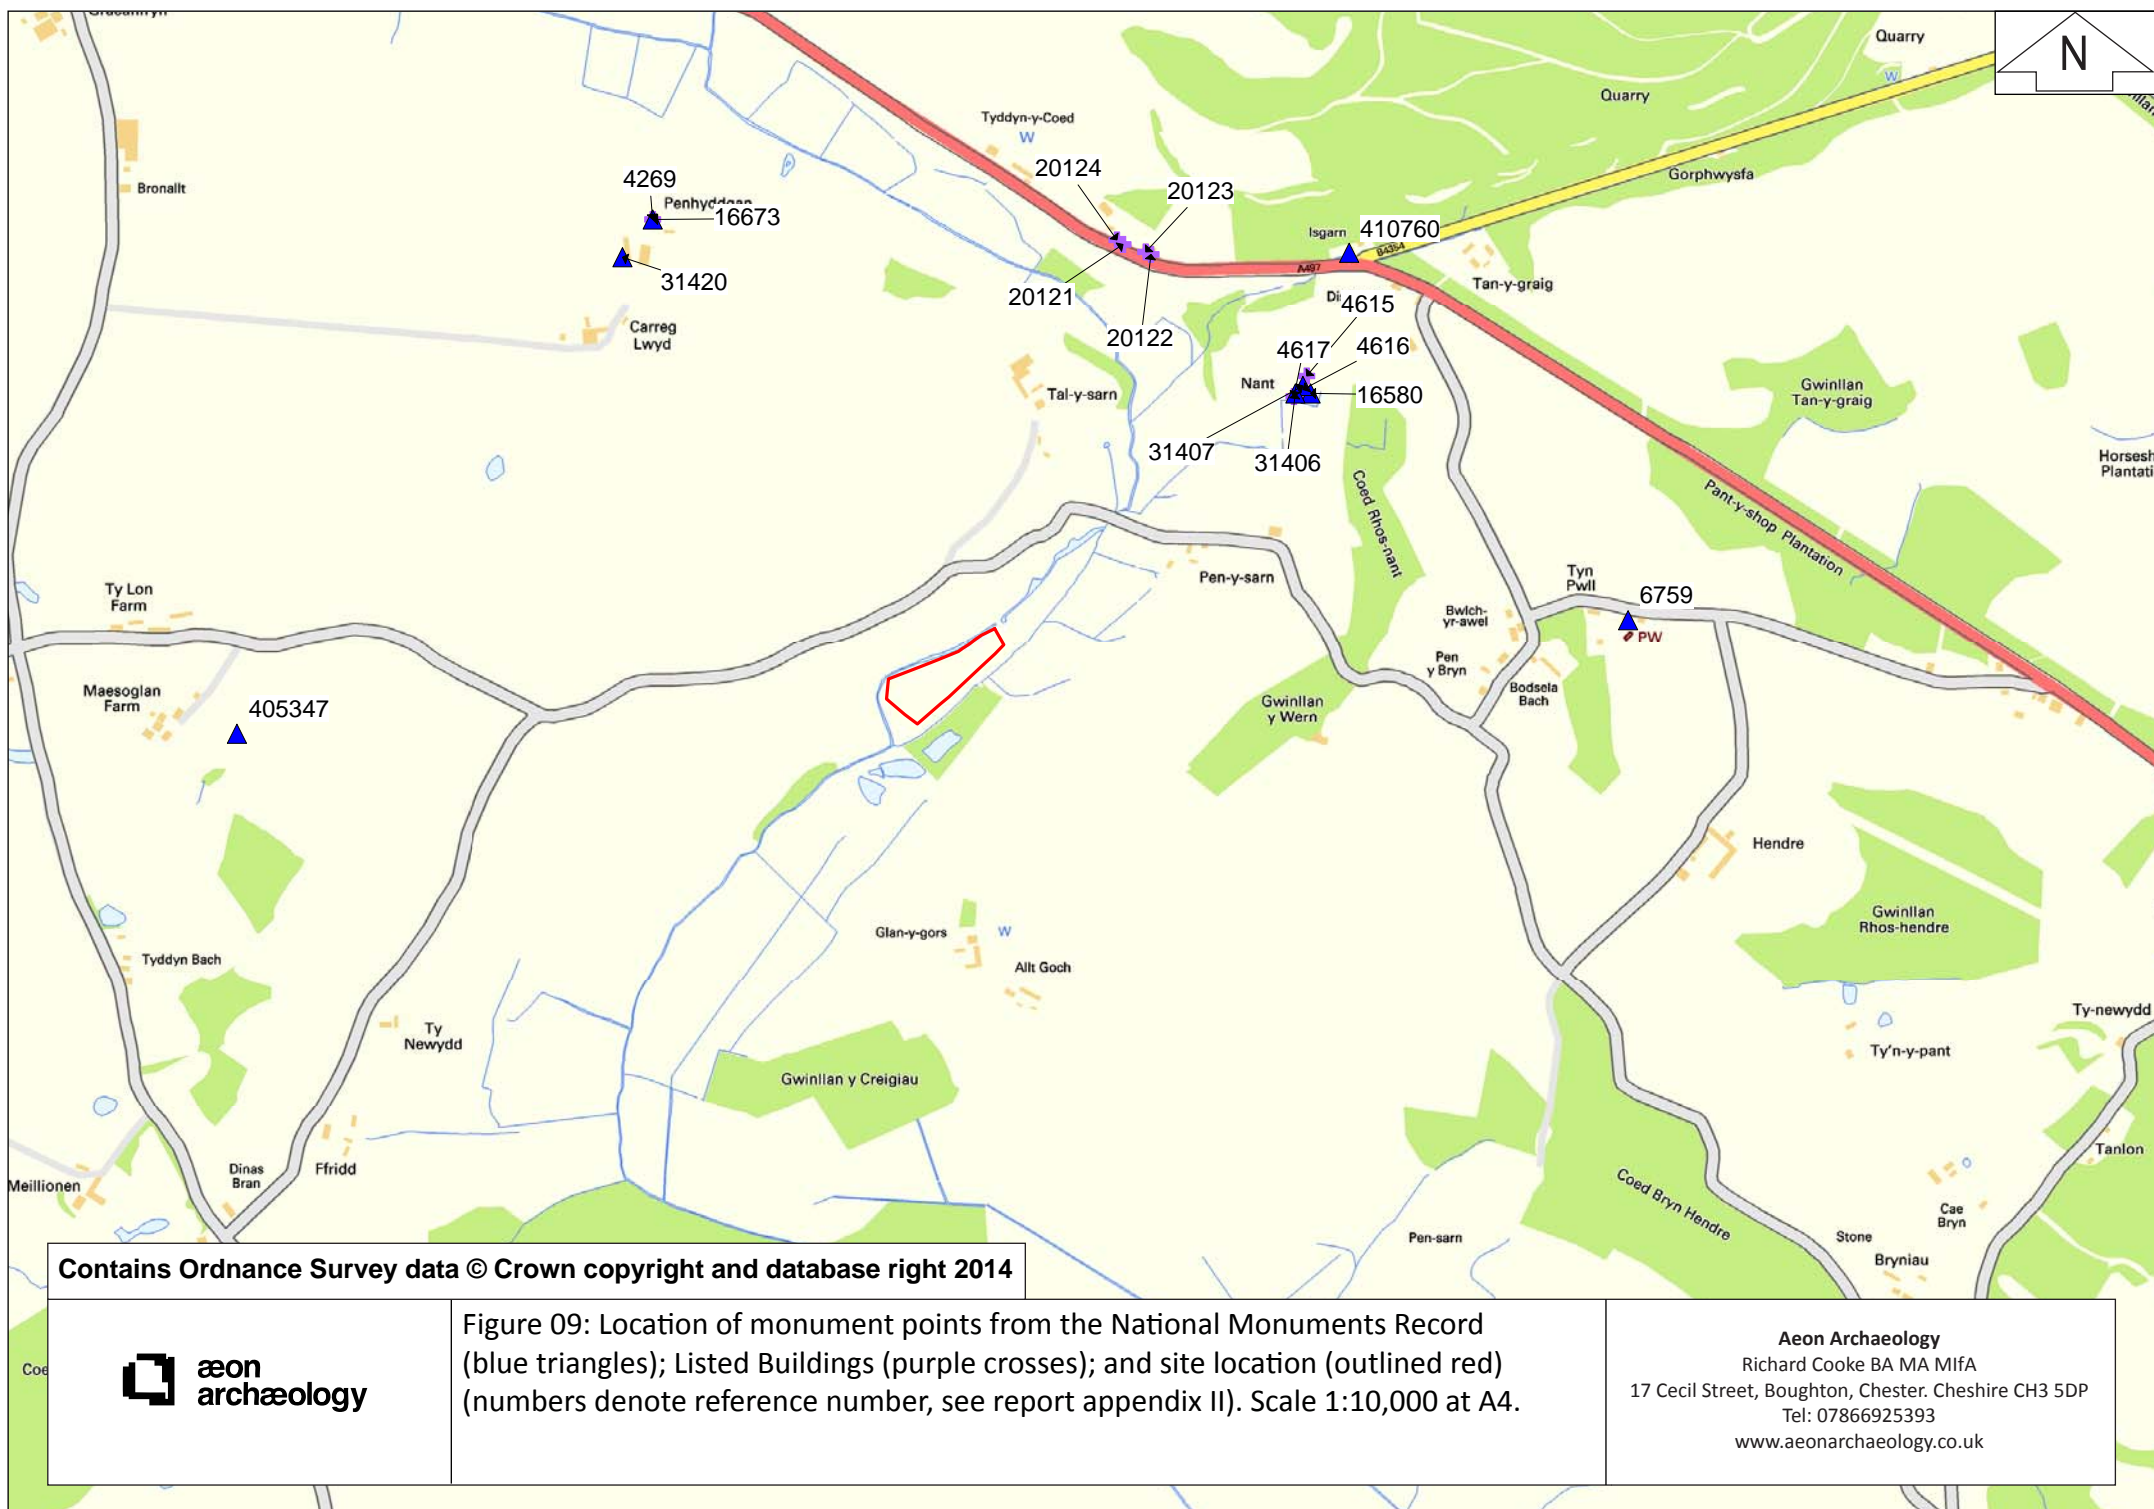 N
Quarry
W
Quarry
Tyddyn-y-Coed
W
Bronallt
20124
20123
Gorphwysfa
4269
16673
Isgarn
410760
B4354
A497
31420
20121
20122
Tan-y-graig
4615
Carreg
Lwyd
4617
4616
Nant
16580
Tal-y-sarn
Gwinllan
Tan-y-graig
31407
31406
Coed Rhos-nant
Pant-y-shop Plantation
Pen-y-sarn
Ty Lon
Farm
Tyn
Pwll
6759
PW
Bwlch-
yr-awel
Pen
y Bryn
Bodsela
Bach
Maesoglan
Farm
405347
Gwinllan
y Wern
Hendre
Gwinllan
Rhos-hendre
Glan-y-gors
W
Allt Goch
Tyddyn Bach
Ty
Newydd
Ty-newydd
Ty'n-y-pant
Gwinllan y Creigiau
Tanlon
Dinas
Bran
Ffridd
Meillionen
Coed Bryn Hendre
Cae
Bryn
Pen-sarn
Stone
Bryniau
Contains Ordnance Survey data © Crown copyright and database right 2014
æon
archæology
Figure 09: Location of monument points from the National Monuments Record
(blue triangles); Listed Buildings (purple crosses); and site location (outlined red)
(numbers denote reference number, see report appendix II). Scale 1:10,000 at A4.
Aeon Archaeology
Richard Cooke BA MA MIfA
17 Cecil Street, Boughton, Chester. Cheshire CH3 5DP
Tel: 07866925393
www.aeonarchaeology.co.uk